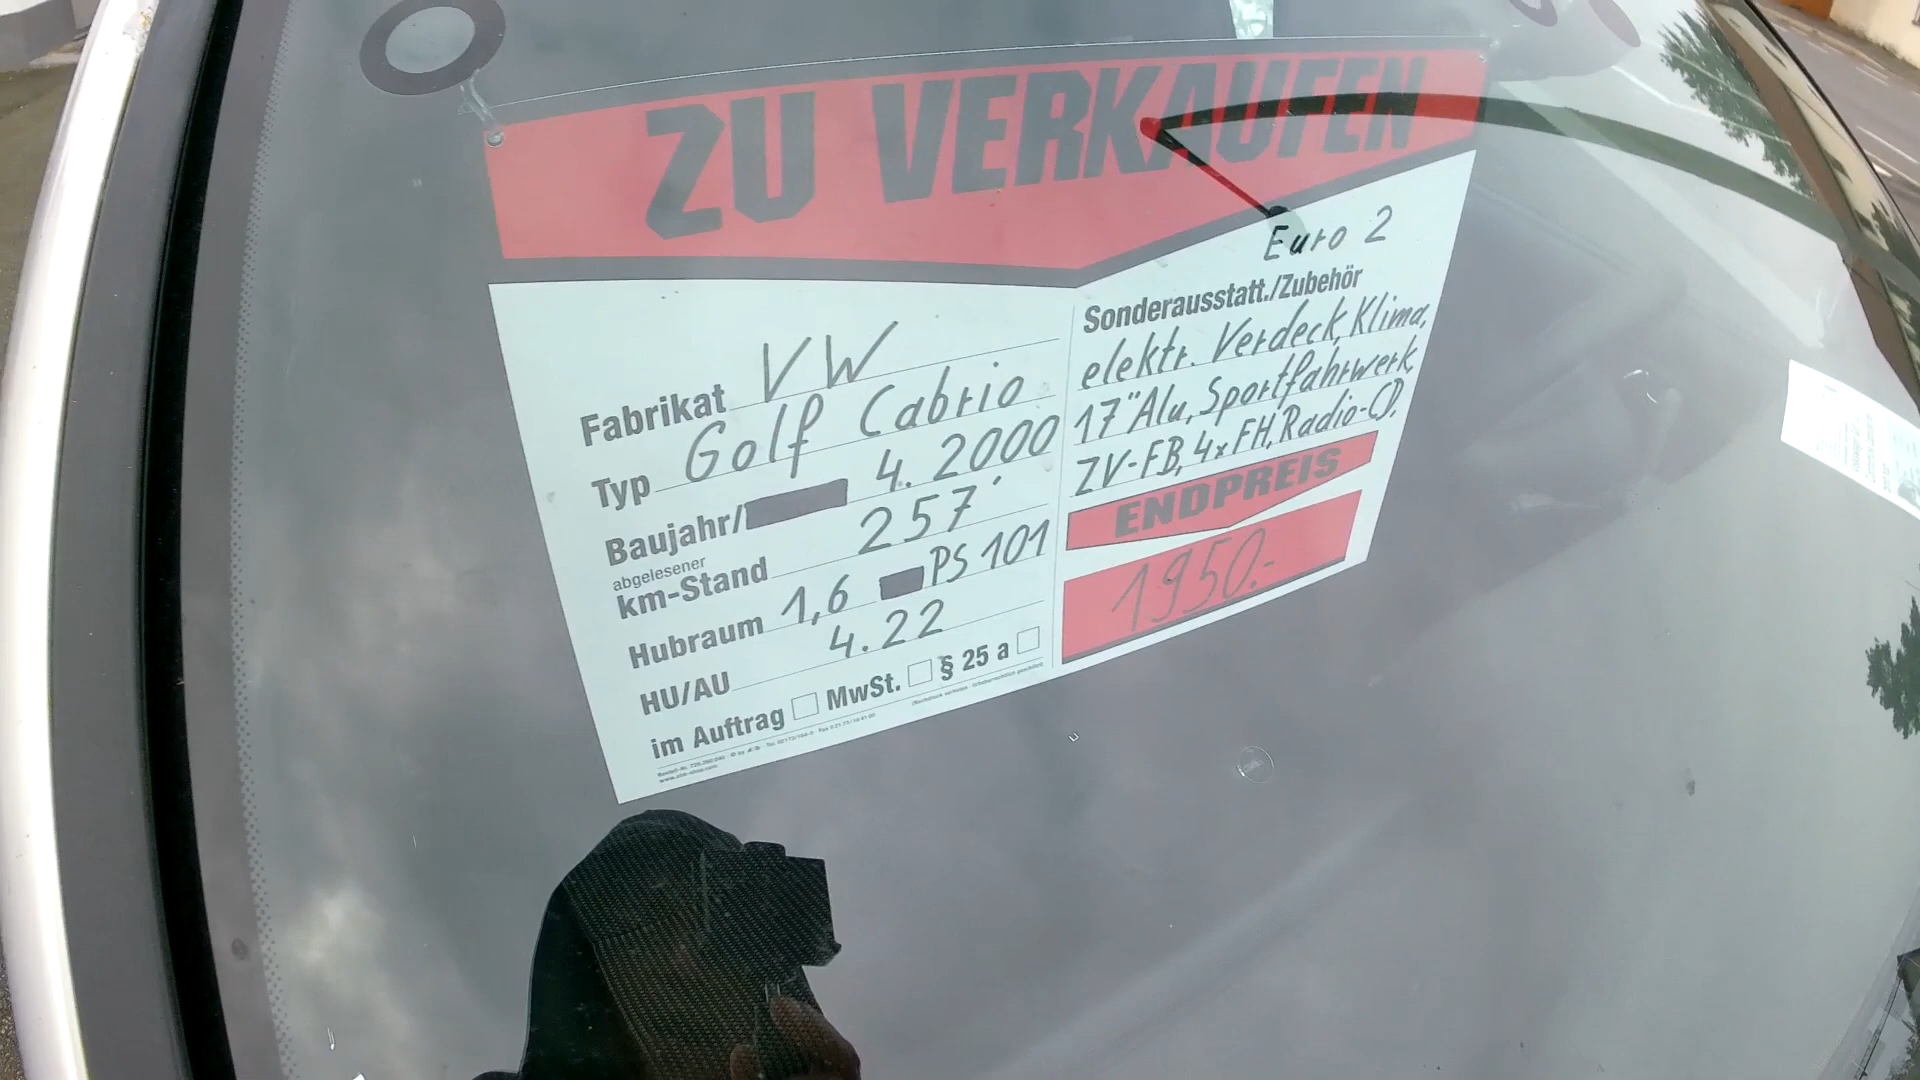 ZU VERKAUFEN
Euro 2
Fabrikat VW
Typ Golf Cabrio
Baujahr/ 4.2000
abgelesener
km-Stand 257'
Hubraum 1,6 PS 101
HU/AU 4.22
im Auftrag MwSt. § 25 a
Sonderausstatt./Zubehör
elektr. Verdeck, Klima,
17" Alu, Sportfahrwerk
ZV-FB, 4x FH, Radio-CD,
ENDPREIS
1950.-